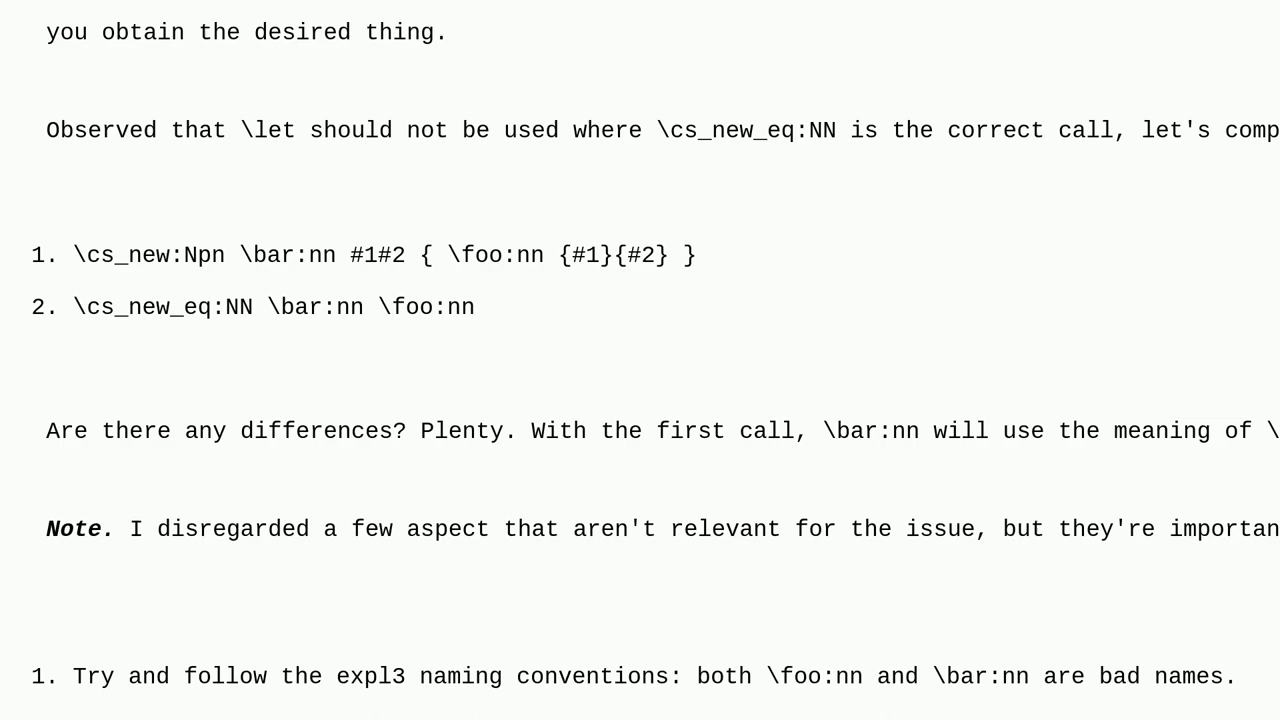 you obtain the desired thing.
Observed that \let should not be used where \cs_new_eq:NN is the correct call, let's comp
1. \cs_new:Npn \bar:nn #1#2 { \foo:nn {#1}{#2} }
2. \cs_new_eq:NN \bar:nn \foo:nn
Are there any differences? Plenty. With the first call, \bar:nn will use the meaning of \
Note. I disregarded a few aspect that aren't relevant for the issue, but they're importan
1. Try and follow the expl3 naming conventions: both \foo:nn and \bar:nn are bad names.